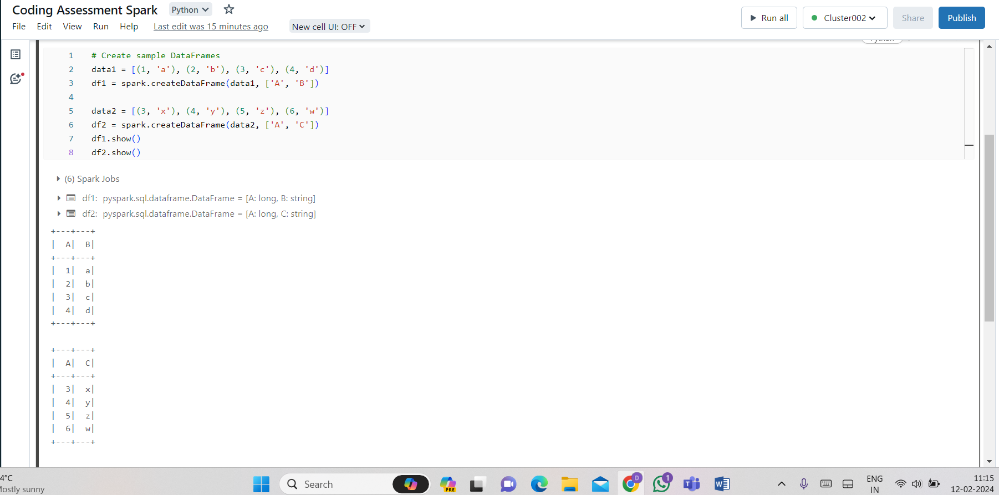 Coding Assessment Spark Python
File Edit View Run Help Last edit was 15 minutes ago New cell UI: OFF
Run all Cluster002 Share Publish
1 # Create sample DataFrames
2 data1 = [(1, 'a'), (2, 'b'), (3, 'c'), (4, 'd')]
3 df1 = spark.createDataFrame(data1, ['A', 'B'])
4
5 data2 = [(3, 'x'), (4, 'y'), (5, 'z'), (6, 'w')]
6 df2 = spark.createDataFrame(data2, ['A', 'C'])
7 df1.show()
8 df2.show()
(6) Spark Jobs
df1: pyspark.sql.dataframe.DataFrame = [A: long, B: string]
df2: pyspark.sql.dataframe.DataFrame = [A: long, C: string]
+---+---+
|  A|  B|
+---+---+
|  1|  a|
|  2|  b|
|  3|  c|
|  4|  d|
+---+---+
+---+---+
|  A|  C|
+---+---+
|  3|  x|
|  4|  y|
|  5|  z|
|  6|  w|
+---+---+
4°C
Mostly sunny
Search
PRE
D
1
ENG
IN
11:15
12-02-2024